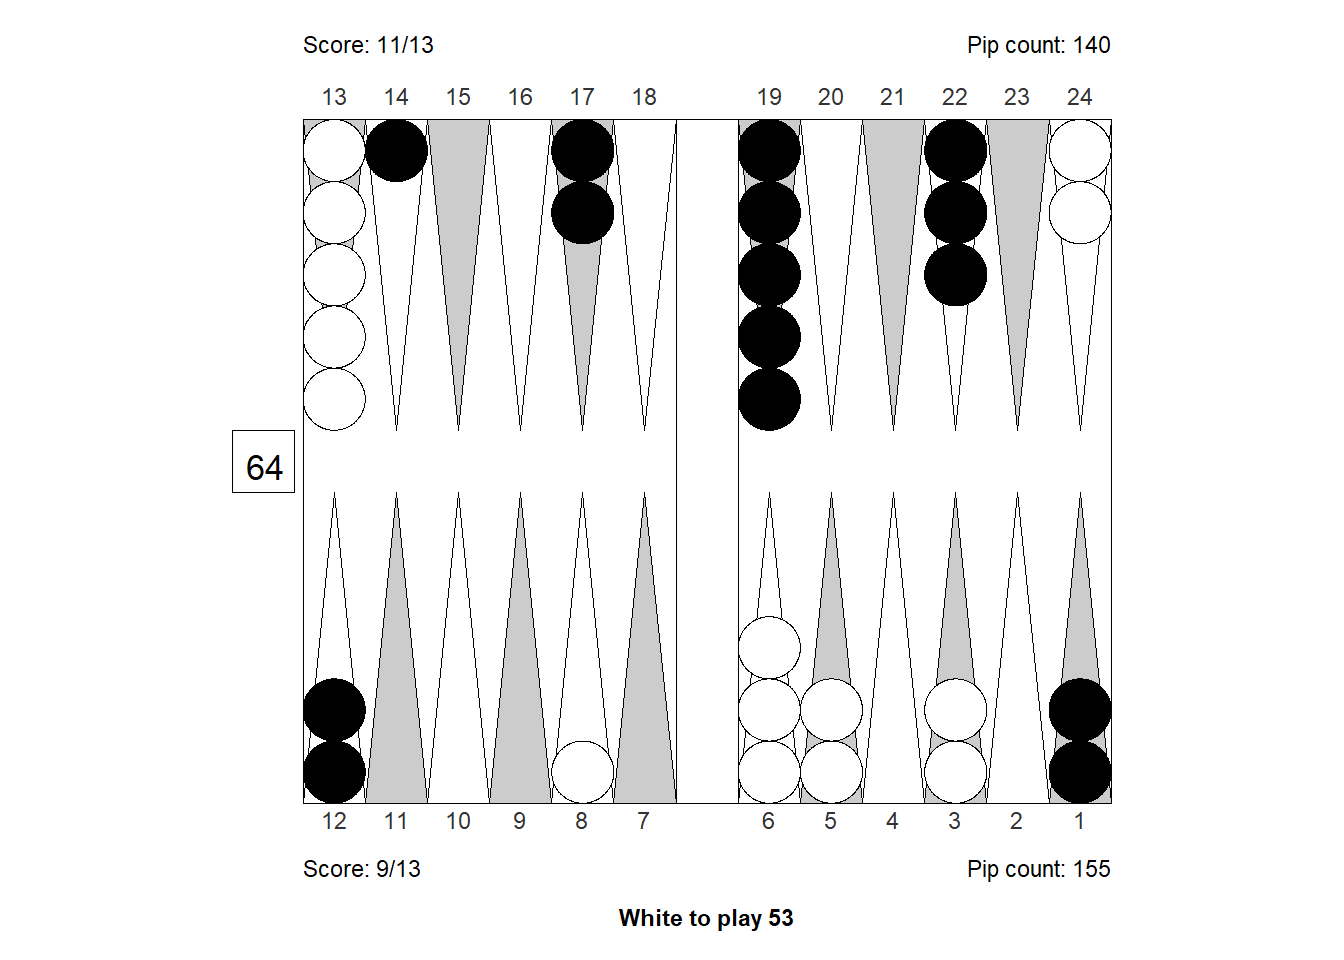 Score: 11/13 Pip count: 140
13 14 15 16 17 18 19 20 21 22 23 24
64
12 11 10 9 8 7 6 5 4 3 2 1
Score: 9/13 Pip count: 155
White to play 53